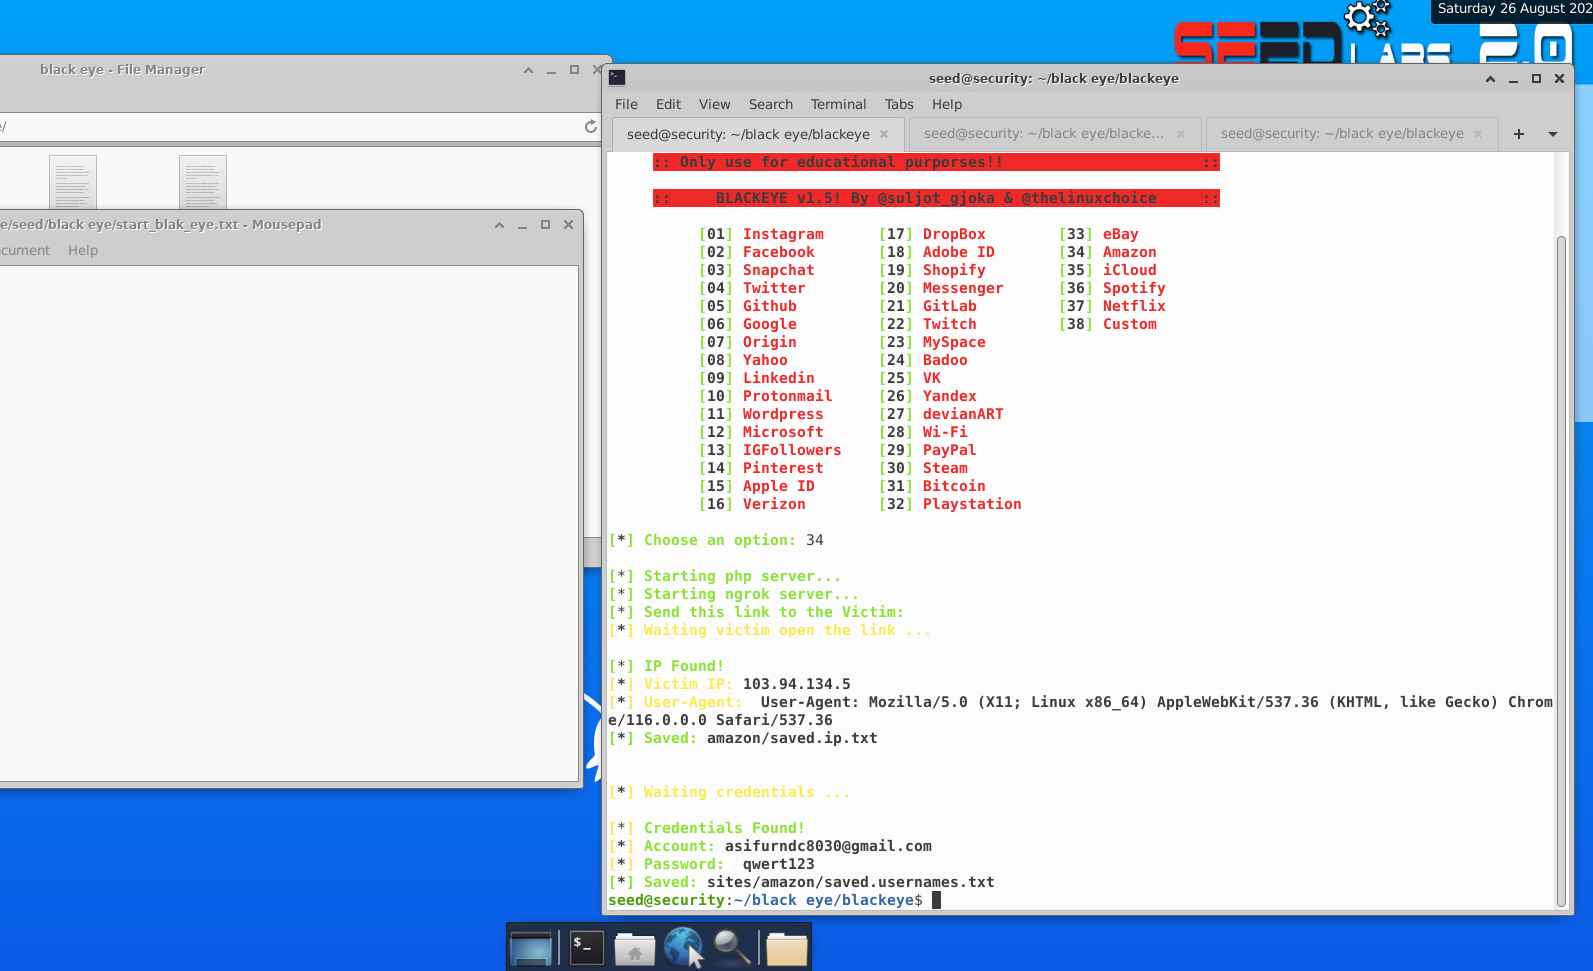 Saturday 26 August 202
SEED LABS 2.0
black eye - File Manager
e/
e/seed/black eye/start_blak_eye.txt - Mousepad
cument Help
seed@security: ~/black eye/blackeye
File Edit View Search Terminal Tabs Help
seed@security: ~/black eye/blackeye × seed@security: ~/black eye/blacke... × seed@security: ~/black eye/blackeye ×
:: Only use for educational purporses!! ::
:: BLACKEYE v1.5! By @suljot_gjoka & @thelinuxchoice ::
[01] Instagram [17] DropBox [33] eBay
[02] Facebook [18] Adobe ID [34] Amazon
[03] Snapchat [19] Shopify [35] iCloud
[04] Twitter [20] Messenger [36] Spotify
[05] Github [21] GitLab [37] Netflix
[06] Google [22] Twitch [38] Custom
[07] Origin [23] MySpace
[08] Yahoo [24] Badoo
[09] Linkedin [25] VK
[10] Protonmail [26] Yandex
[11] Wordpress [27] devianART
[12] Microsoft [28] Wi-Fi
[13] IGFollowers [29] PayPal
[14] Pinterest [30] Steam
[15] Apple ID [31] Bitcoin
[16] Verizon [32] Playstation
[*] Choose an option: 34
[*] Starting php server...
[*] Starting ngrok server...
[*] Send this link to the Victim:
[*] Waiting victim open the link ...
[*] IP Found!
[*] Victim IP: 103.94.134.5
[*] User-Agent:  User-Agent: Mozilla/5.0 (X11; Linux x86_64) AppleWebKit/537.36 (KHTML, like Gecko) Chrom
e/116.0.0.0 Safari/537.36
[*] Saved: amazon/saved.ip.txt
[*] Waiting credentials ...
[*] Credentials Found!
[*] Account: asifurndc8030@gmail.com
[*] Password:  qwert123
[*] Saved: sites/amazon/saved.usernames.txt
seed@security:~/black eye/blackeye$
$_